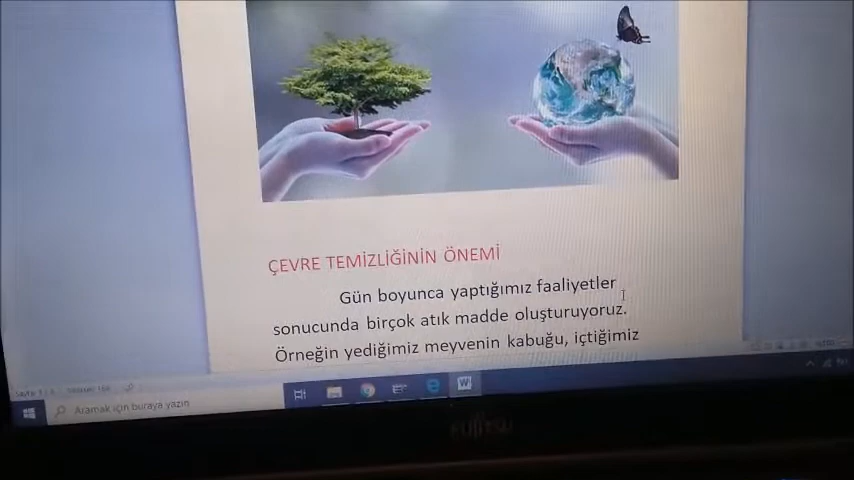 ÇEVRE TEMİZLİĞİNİN ÖNEMİ
Gün boyunca yaptığımız faaliyetler
sonucunda birçok atık madde oluşturuyoruz.
Örneğin yediğimiz meyvenin kabuğu, içtiğimiz
Aramak için buraya yazın
FUJITSU